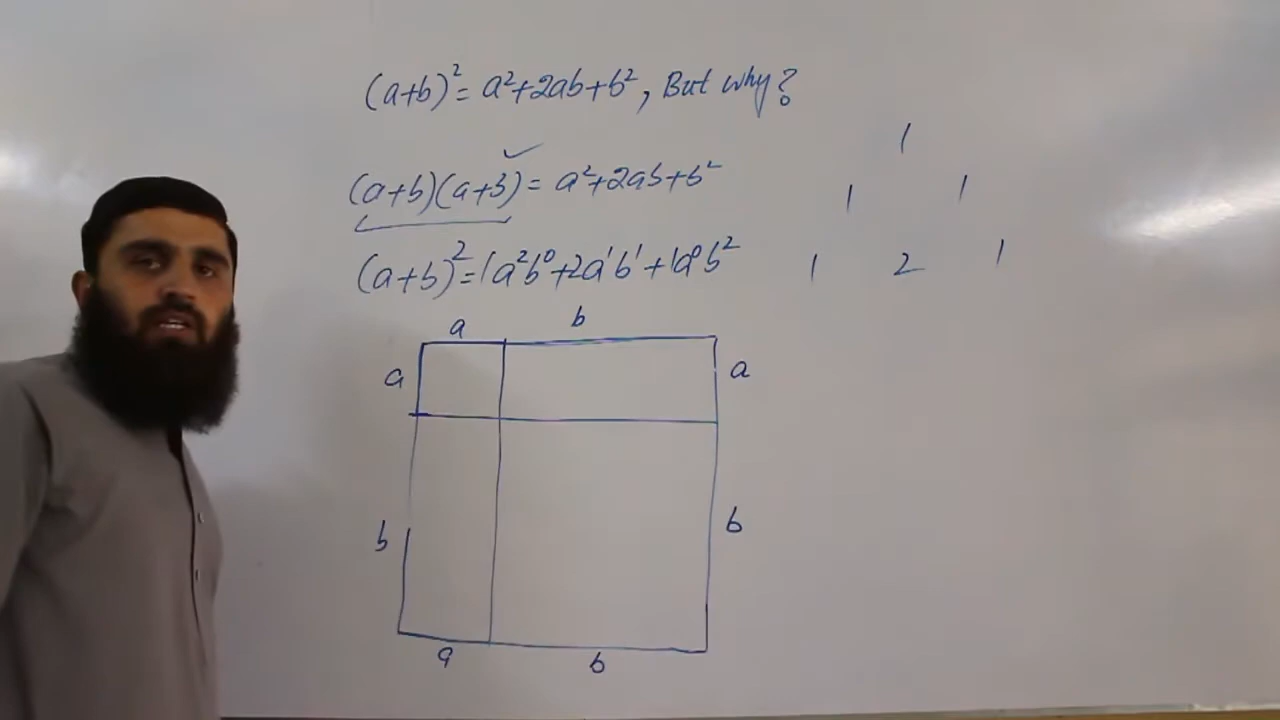 (a+b)²= a²+2ab+b², But why?
1
(a+b)(a+b)= a²+2ab+b²
1 1
(a+b)²=1a²b⁰+2a¹b¹+1a⁰b²
1 2 1
a b
a a
b b
a b